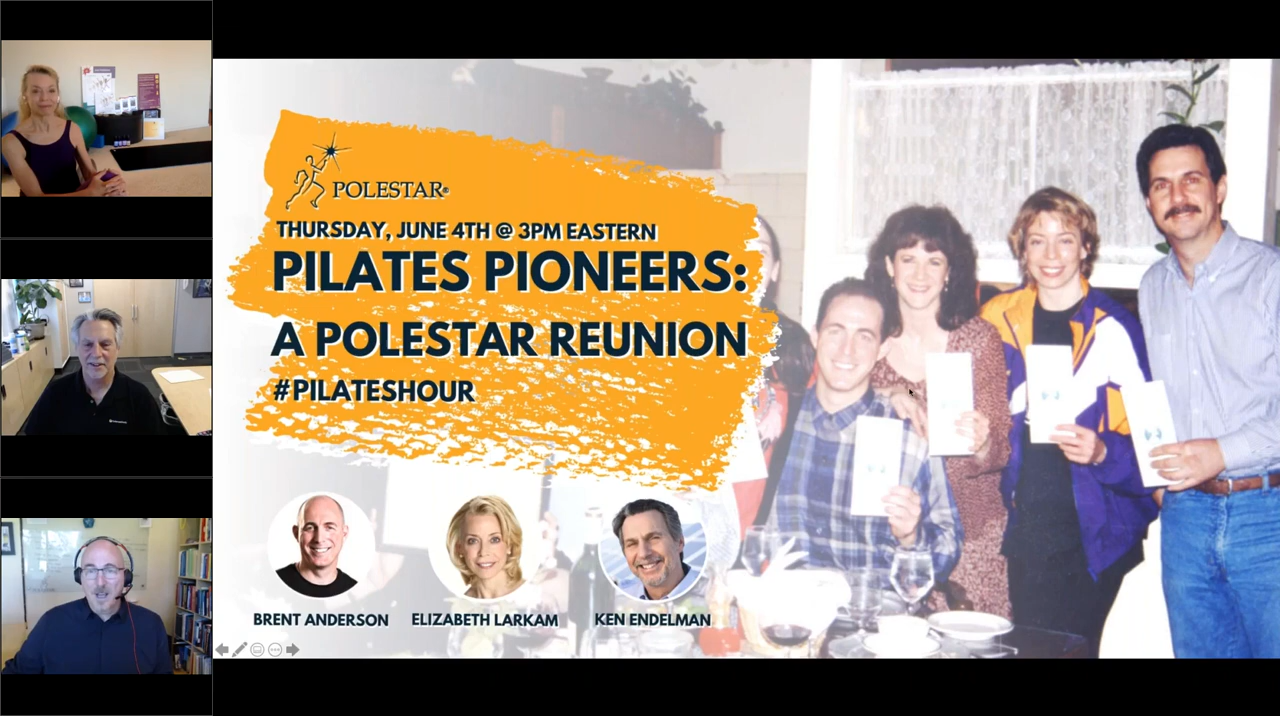 POLESTAR®
THURSDAY, JUNE 4TH @ 3PM EASTERN
PILATES PIONEERS:
A POLESTAR REUNION
#PILATESHOUR
BRENT ANDERSON
ELIZABETH LARKAM
KEN ENDELMAN